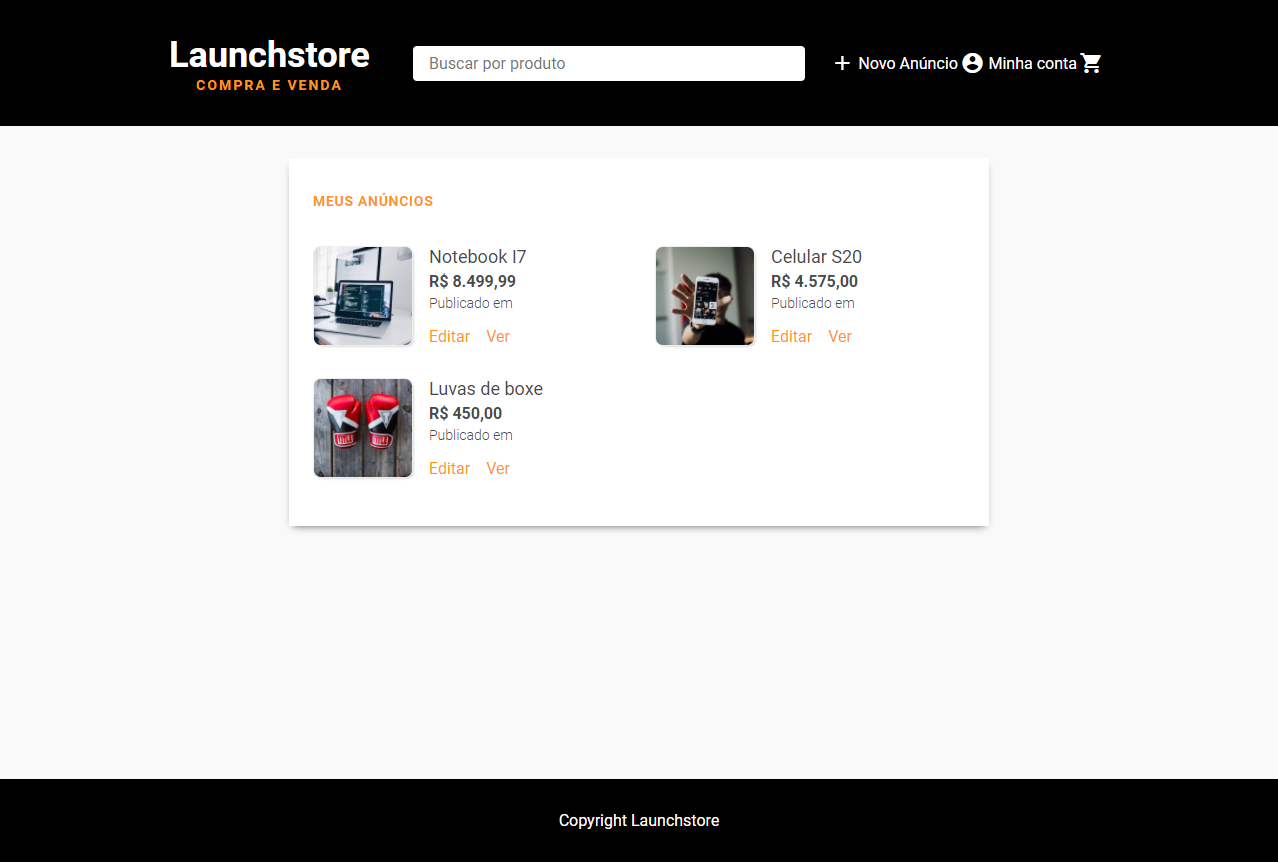 Launchstore
COMPRA E VENDA
Buscar por produto
Novo Anúncio
Minha conta
MEUS ANÚNCIOS
Notebook I7
R$ 8.499,99
Publicado em
Editar Ver
Celular S20
R$ 4.575,00
Publicado em
Editar Ver
Luvas de boxe
R$ 450,00
Publicado em
Editar Ver
Copyright Launchstore